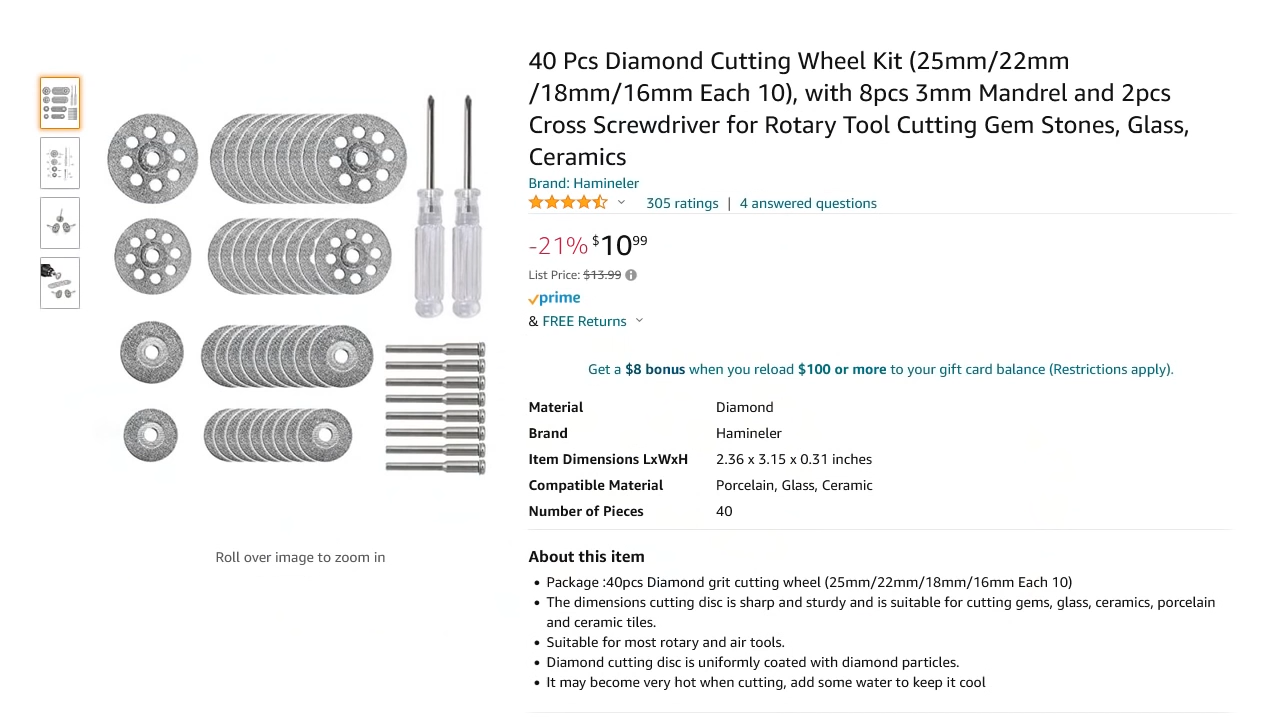 40 Pcs Diamond Cutting Wheel Kit (25mm/22mm
/18mm/16mm Each 10), with 8pcs 3mm Mandrel and 2pcs
Cross Screwdriver for Rotary Tool Cutting Gem Stones, Glass,
Ceramics
Brand: Hamineler
305 ratings | 4 answered questions
-21% $10 99
List Price: $13.99
prime
& FREE Returns
Get a $8 bonus when you reload $100 or more to your gift card balance (Restrictions apply).
Material Diamond
Brand Hamineler
Item Dimensions LxWxH 2.36 x 3.15 x 0.31 inches
Compatible Material Porcelain, Glass, Ceramic
Number of Pieces 40
Roll over image to zoom in
About this item
• Package :40pcs Diamond grit cutting wheel (25mm/22mm/18mm/16mm Each 10)
• The dimensions cutting disc is sharp and sturdy and is suitable for cutting gems, glass, ceramics, porcelain
and ceramic tiles.
• Suitable for most rotary and air tools.
• Diamond cutting disc is uniformly coated with diamond particles.
• It may become very hot when cutting, add some water to keep it cool